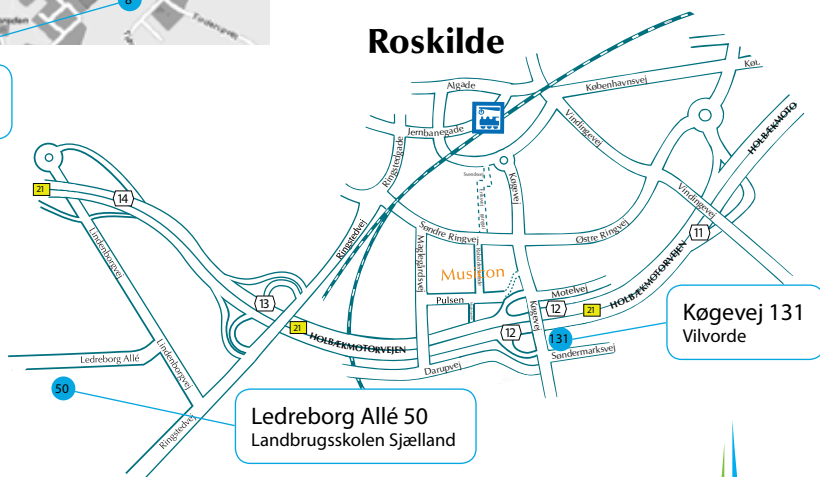 8
Roskilde
Algade
Københavnsvej
Jernbanegade
Ringstedgade
Vindingevej
HOLBÆKMOTO
21
14
Køgevej
Vindingevej
Lindenborgvej
Ringstedvej
Søndre Ringvej
Østre Ringvej
11
Maglegårdsvej
Musicon
13
Pulsen
Motelvej
HOLBÆKMOTORVEJEN
12
21
Køgevej
21
HOLBÆKMOTORVEJEN
12
131
Søndermarksvej
Køgevej 131
Vilvorde
Ledreborg Allé
Lindenborgvej
Darupvej
50
Ringstedvej
Ledreborg Allé 50
Landbrugsskolen Sjælland